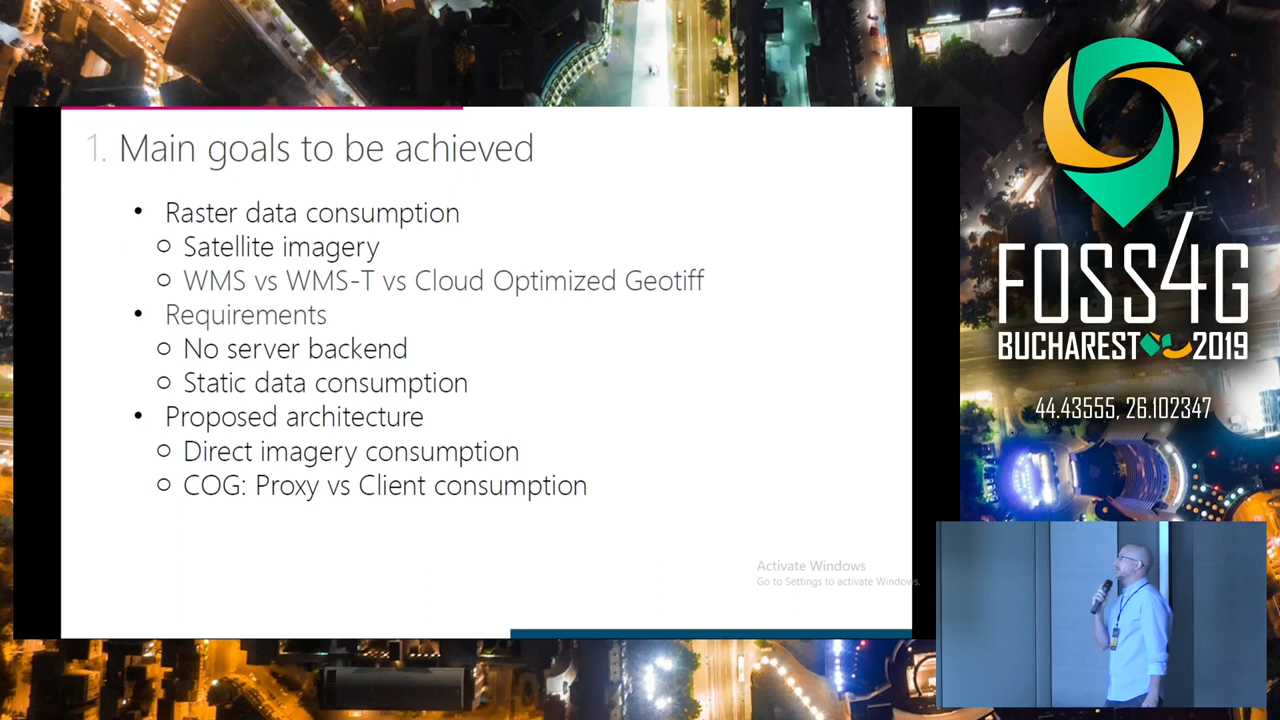 1. Main goals to be achieved
• Raster data consumption
○ Satellite imagery
○ WMS vs WMS-T vs Cloud Optimized Geotiff
• Requirements
○ No server backend
○ Static data consumption
• Proposed architecture
○ Direct imagery consumption
○ COG: Proxy vs Client consumption
Activate Windows
Go to Settings to activate Windows.
FOSS4G
BUCHAREST 2019
44.43555, 26.102347